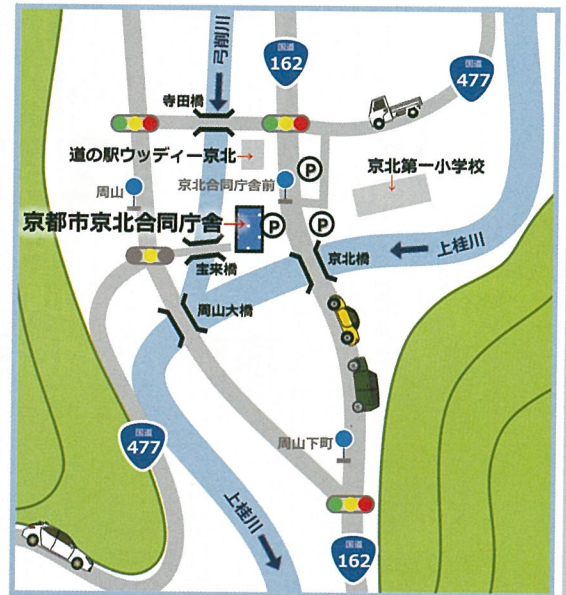 弓削川
国道
162
国道
477
寺田橋
道の駅ウッディー京北→
P
京北第一小学校
周山
京北合同庁舎前
京都市京北合同庁舎→
P
P
上桂川
京北橋
宝来橋
周山大橋
国道
477
周山下町
上桂川
国道
162